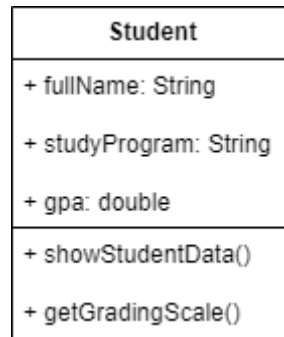 Student
+ fullName: String
+ studyProgram: String
+ gpa: double
+ showStudentData()
+ getGradingScale()